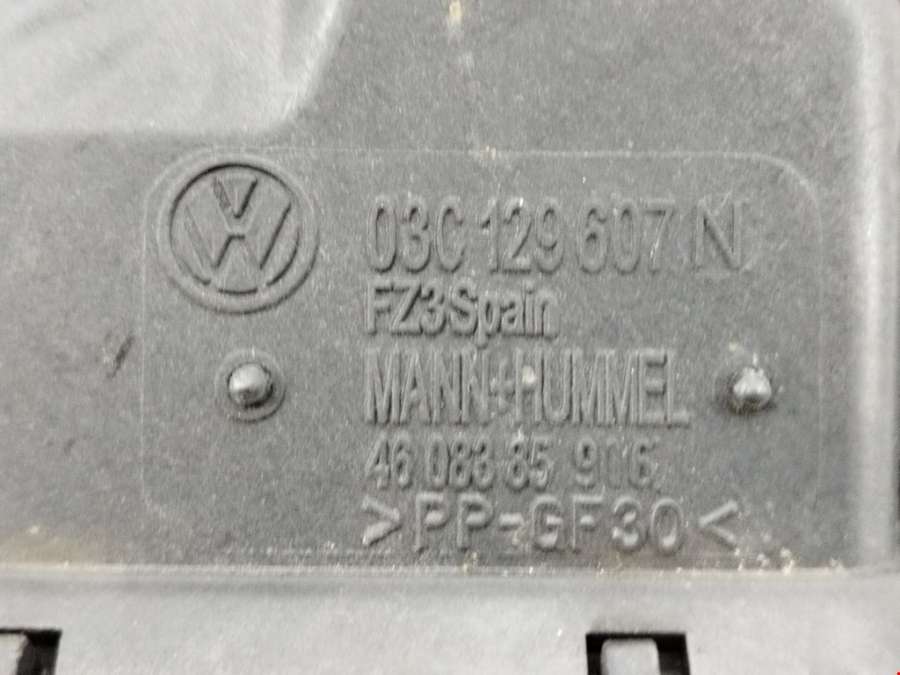 03C 129 607 N
FZ3Spain
MANN+HUMMEL
46 083 85 906
>PP-GF30<